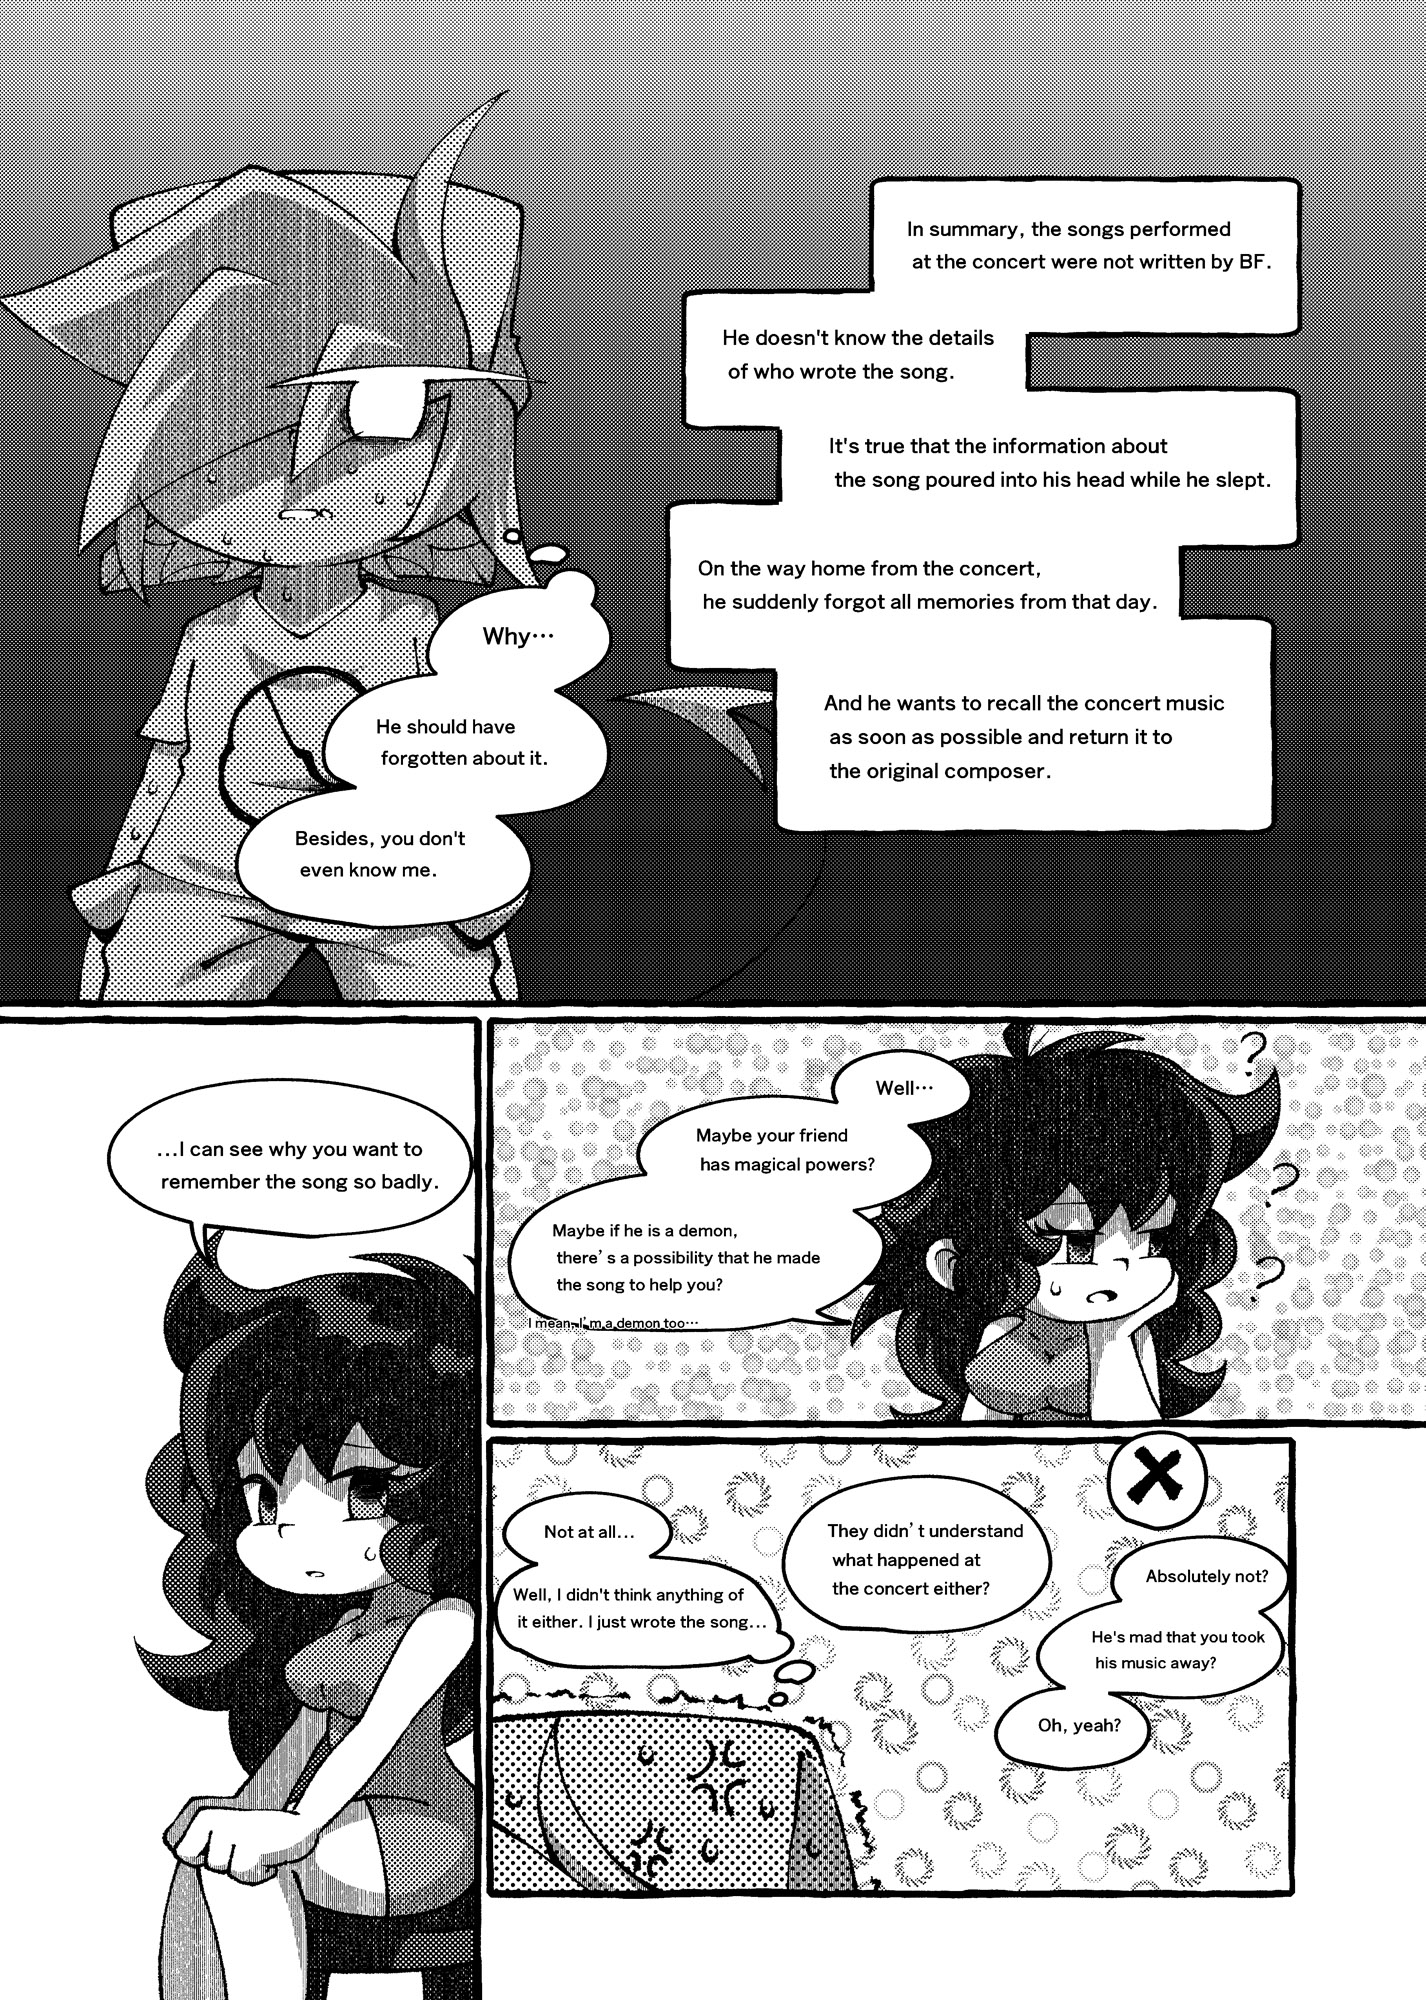 In summary, the songs performed
at the concert were not written by BF.
He doesn't know the details
of who wrote the song.
It's true that the information about
the song poured into his head while he slept.
On the way home from the concert,
he suddenly forgot all memories from that day.
And he wants to recall the concert music
as soon as possible and return it to
the original composer.
Why…
He should have
forgotten about it.
Besides, you don't
even know me.
...I can see why you want to
remember the song so badly.
Well…
Maybe your friend
has magical powers?
Maybe if he is a demon,
there's a possibility that he made
the song to help you?
I mean, I'm a demon too…
?
?
?
Not at all...
Well, I didn't think anything of
it either. I just wrote the song...
They didn't understand
what happened at
the concert either?
Absolutely not?
He's mad that you took
his music away?
Oh, yeah?